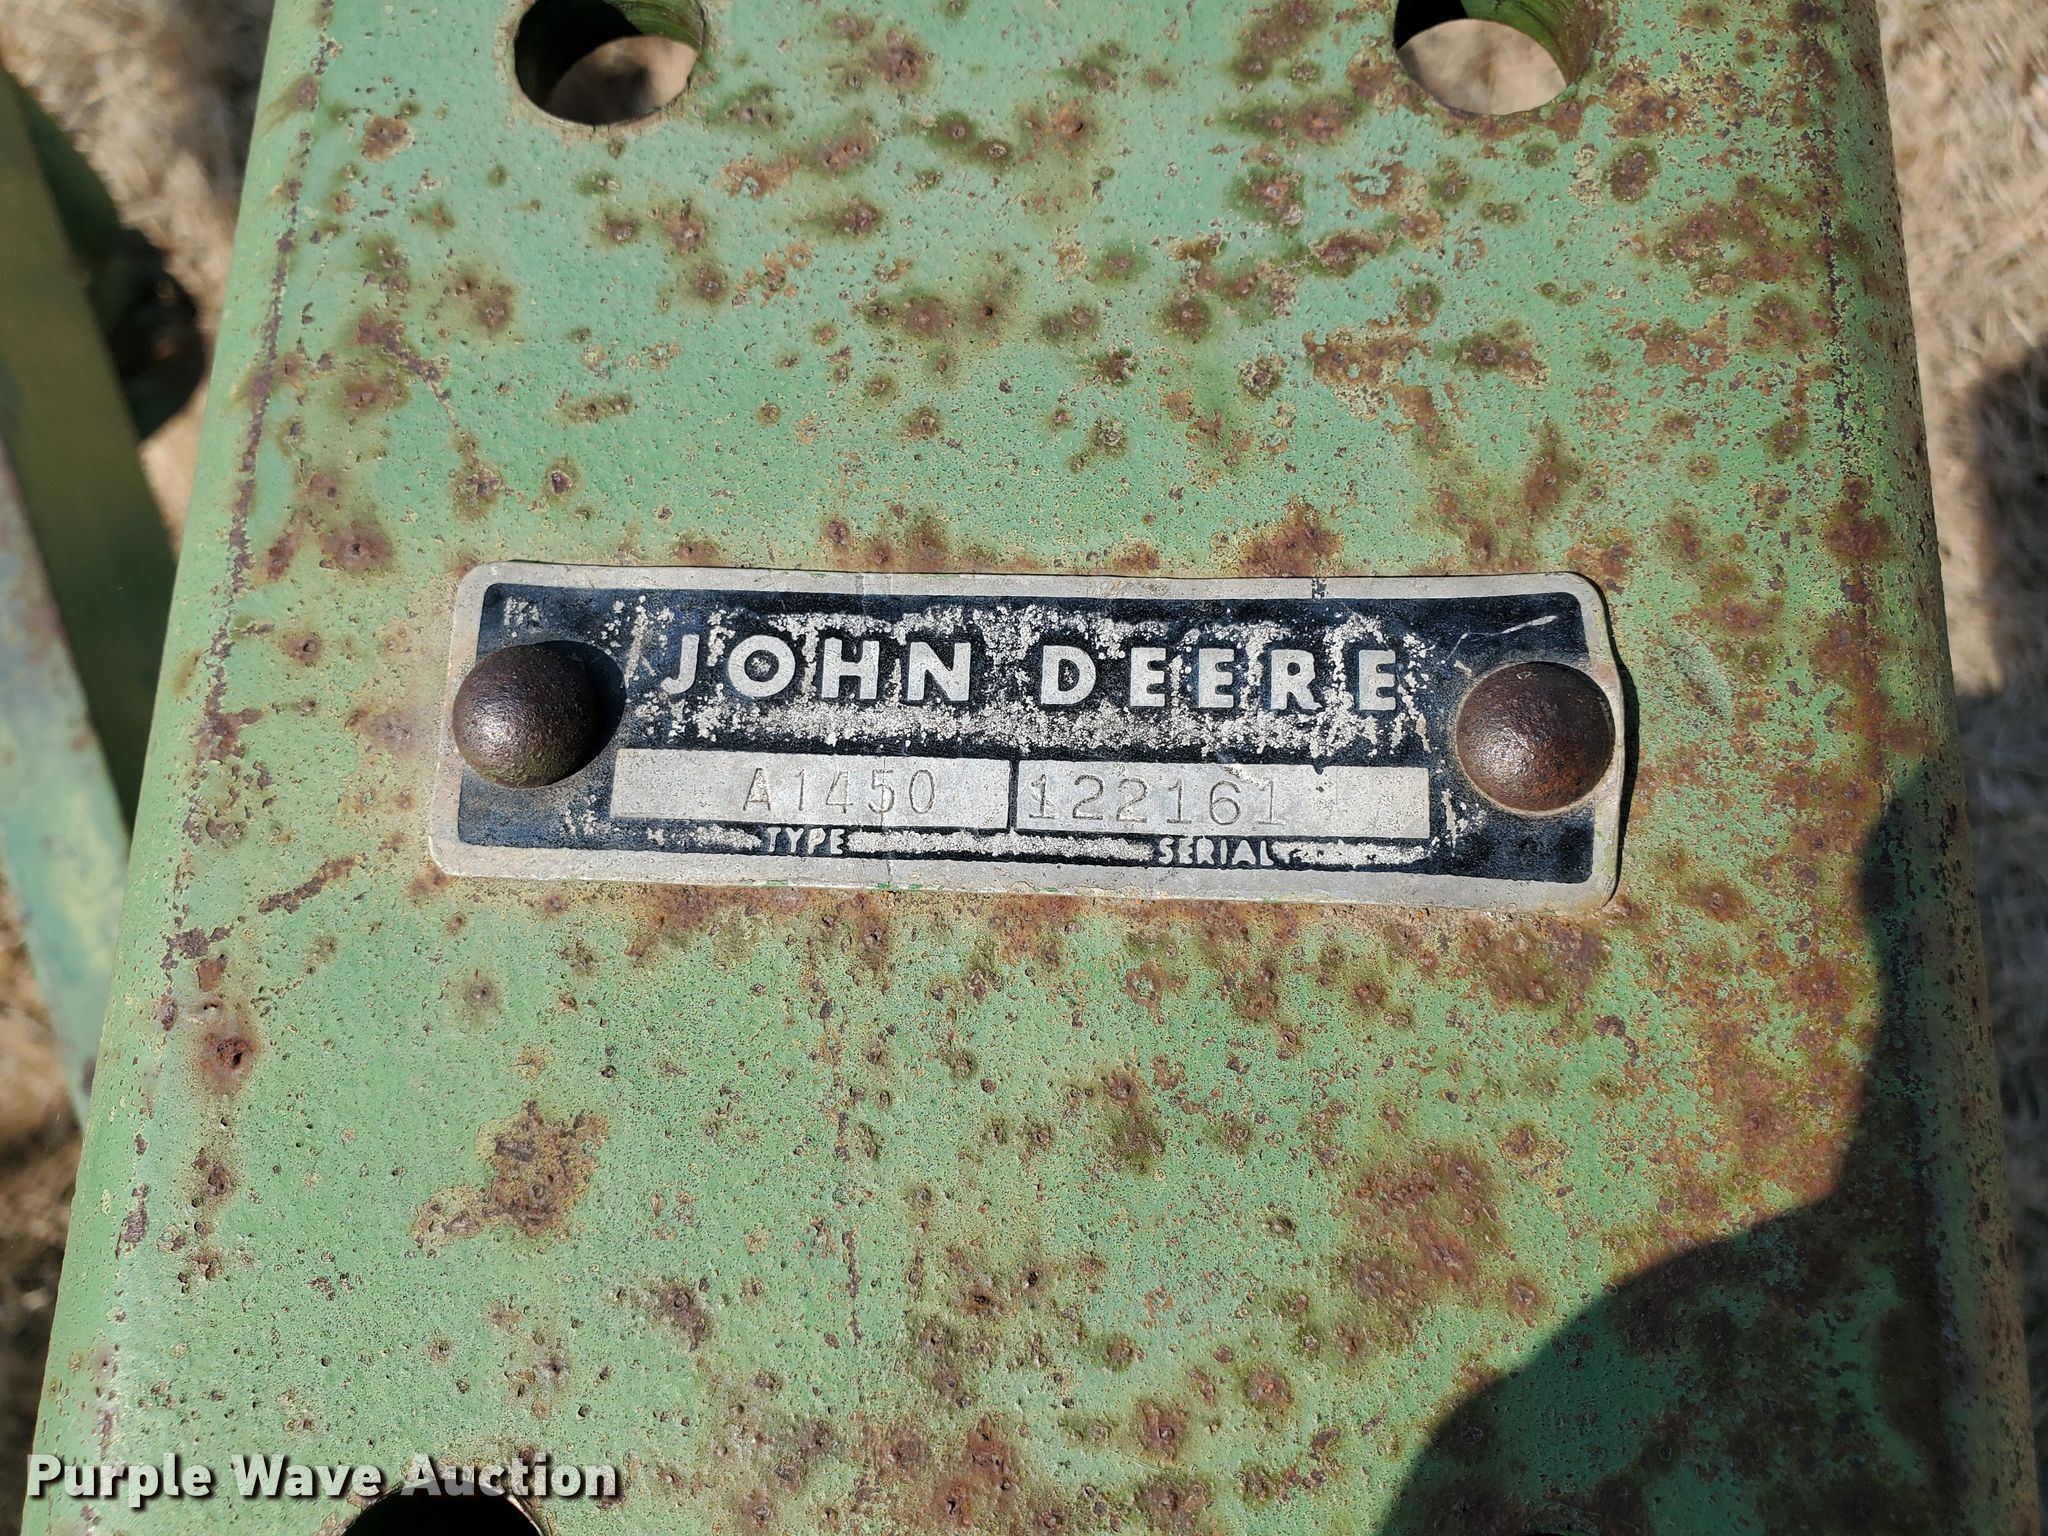 JOHN DEERE
A1450 122161
TYPE SERIAL
Purple Wave Auction